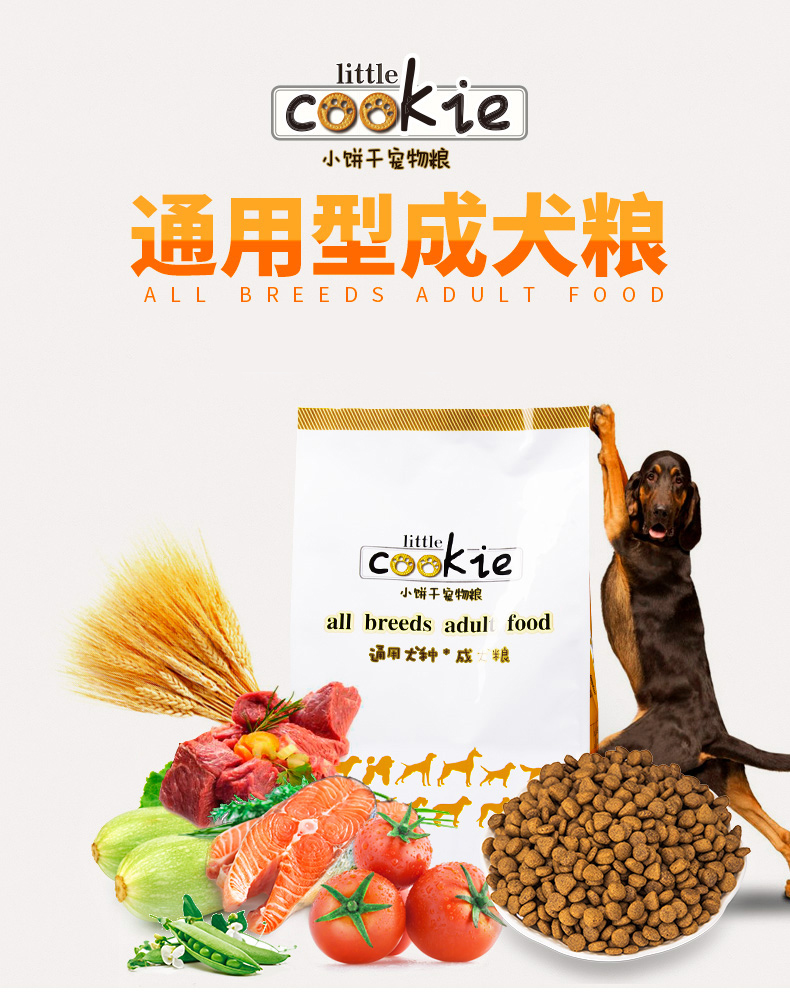 little
cookie
小饼干宠物粮
通用型成犬粮
ALL BREEDS ADULT FOOD
little
cookie
小饼干宠物粮
all breeds adult food
通用犬种*成犬粮